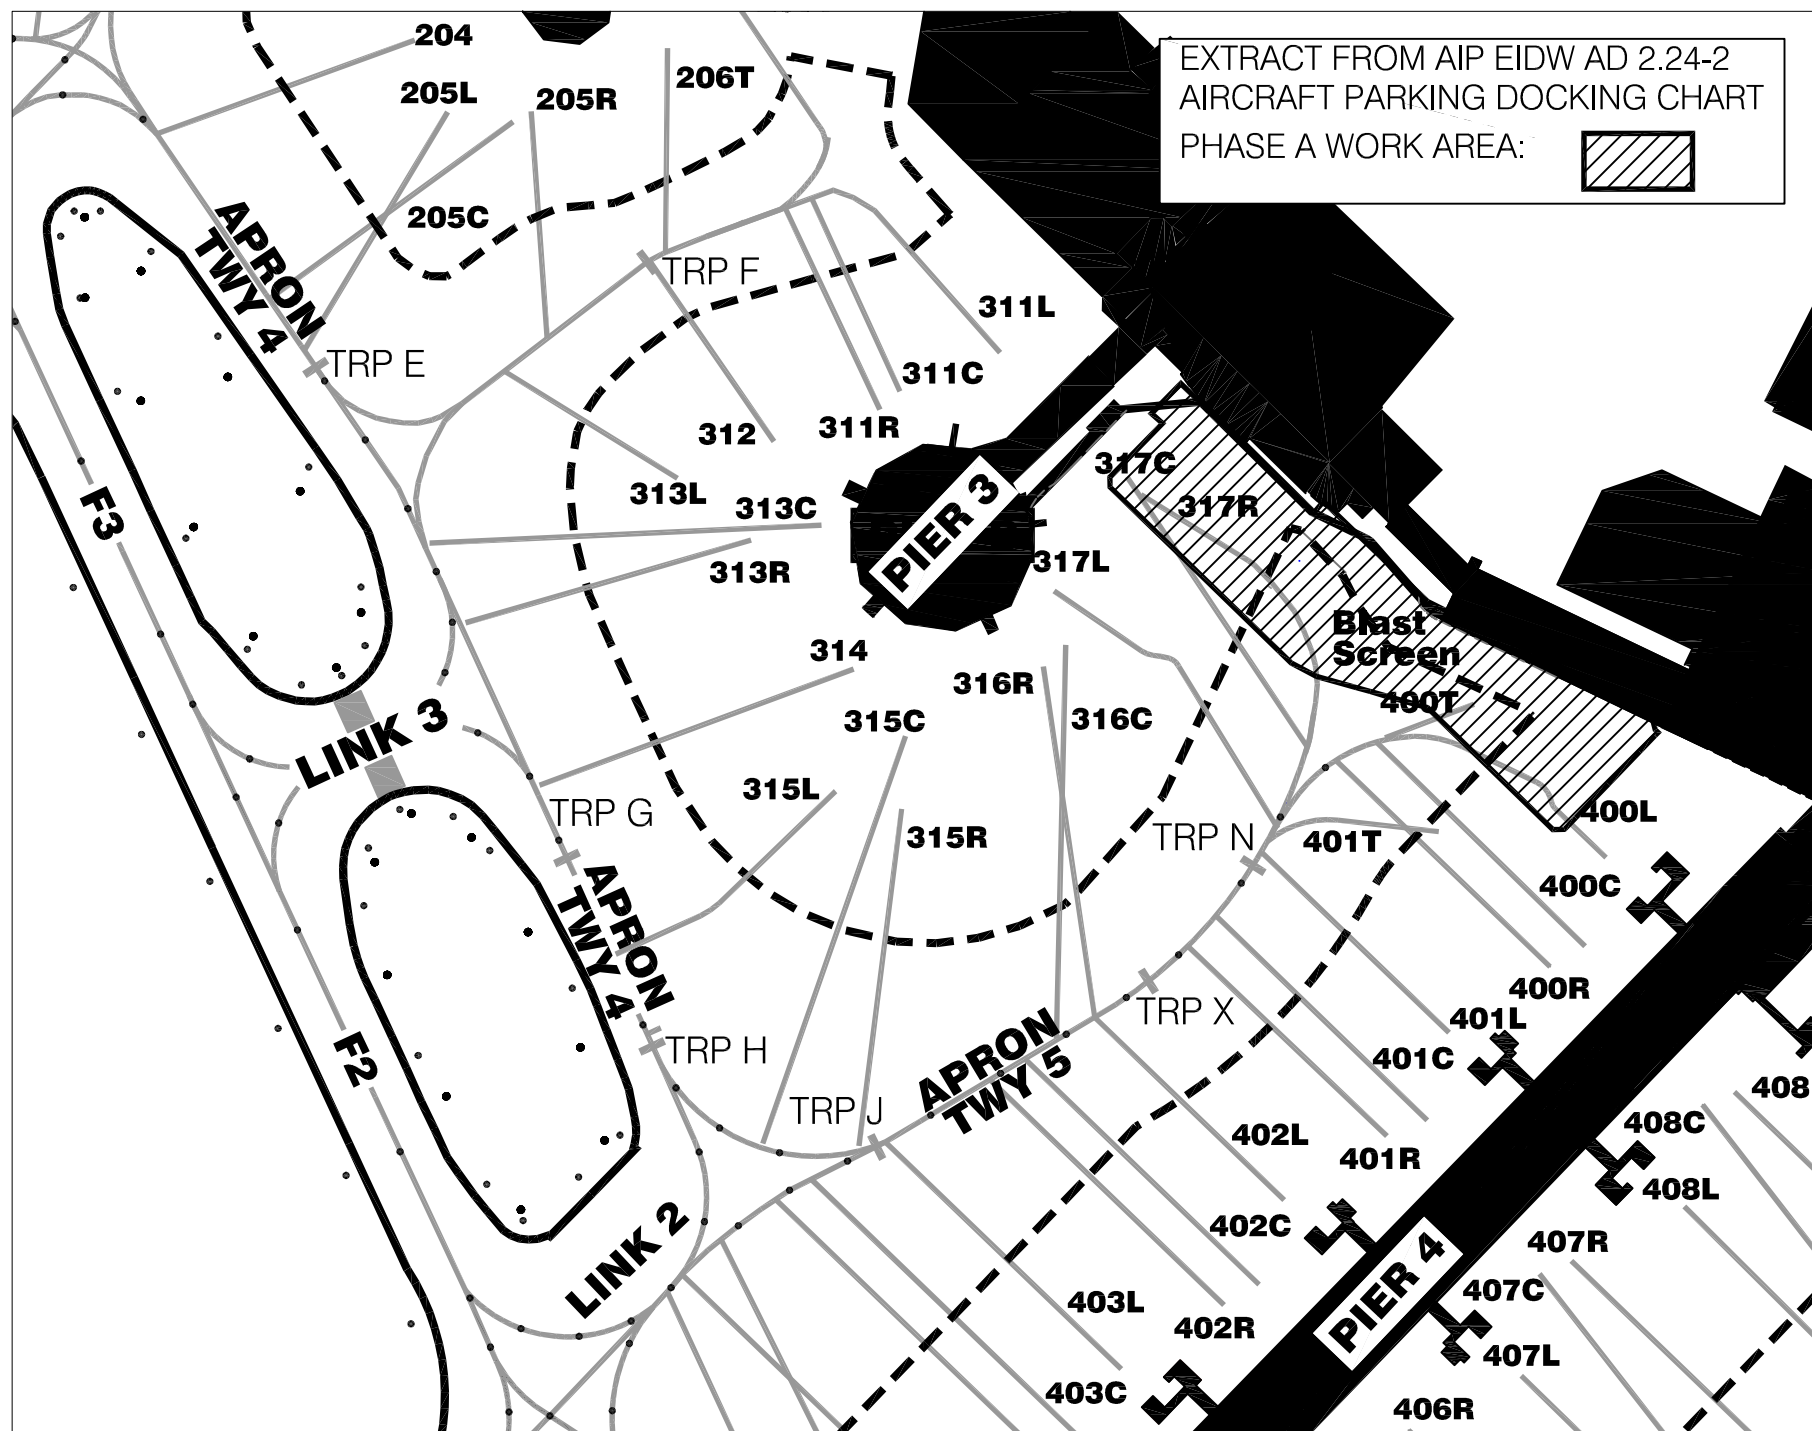 EXTRACT FROM AIP EIDW AD 2.24-2
AIRCRAFT PARKING DOCKING CHART
PHASE A WORK AREA:
204
205L
205R
206T
205C
APRON
TWY 4
TRP F
TRP E
311L
311C
311R
312
313L
313C
313R
PIER 3
317C
317R
317L
F3
Blast
Screen
314
316R
316C
315C
400T
LINK 3
315L
315R
TRP G
TRP N
401T
400L
400C
APRON
TWY 4
400R
401L
TRP X
401C
F2
TRP H
APRON
TWY 5
TRP J
408
408C
402L
401R
408L
LINK 2
402C
407R
PIER 4
407C
403L
402R
407L
403C
406R